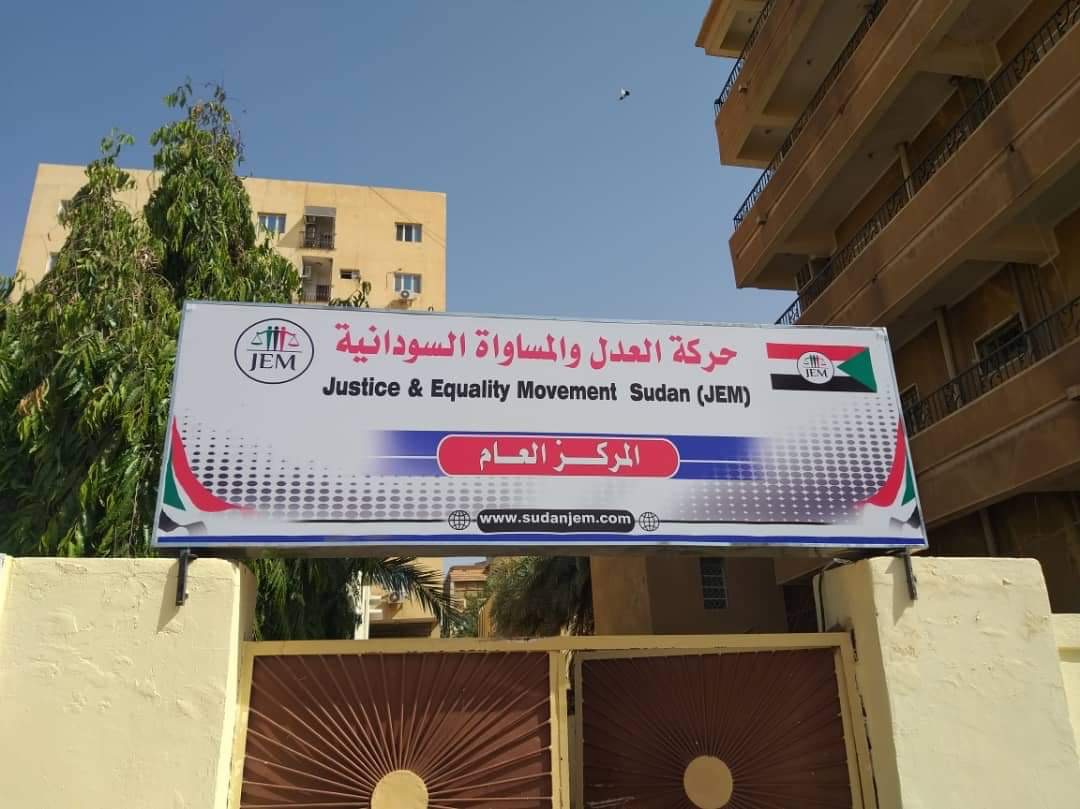 حركة العدل والمساواة السودانية
JEM
JEM
Justice & Equality Movement Sudan (JEM)
المركز العام
www.sudanjem.com